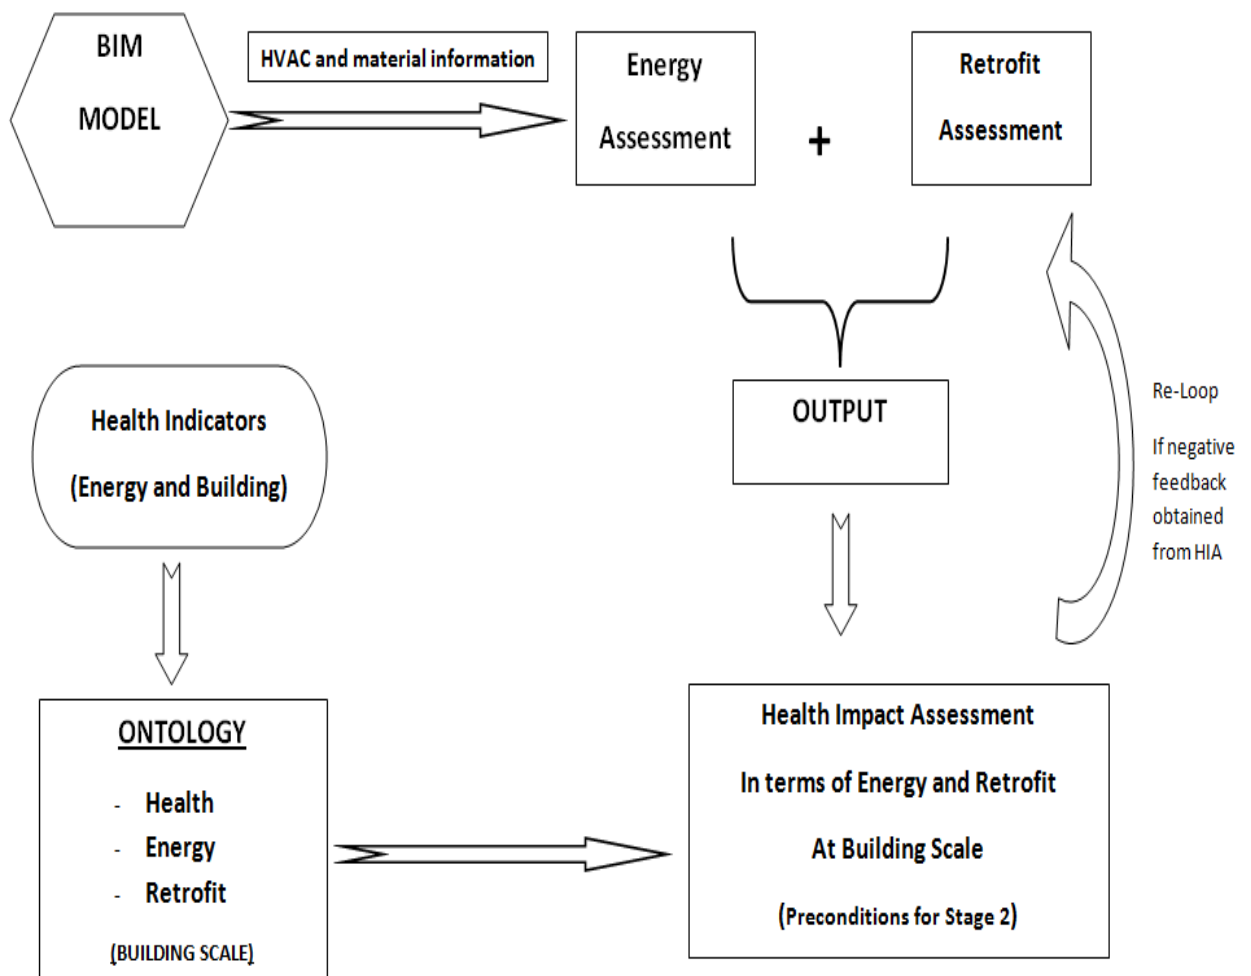 BIM
MODEL
HVAC and material information
Energy
Assessment
+
Retrofit
Assessment
OUTPUT
Re-Loop
If negative
feedback
obtained
from HIA
Health Indicators
(Energy and Building)
ONTOLOGY
- Health
- Energy
- Retrofit
(BUILDING SCALE)
Health Impact Assessment
In terms of Energy and Retrofit
At Building Scale
(Preconditions for Stage 2)